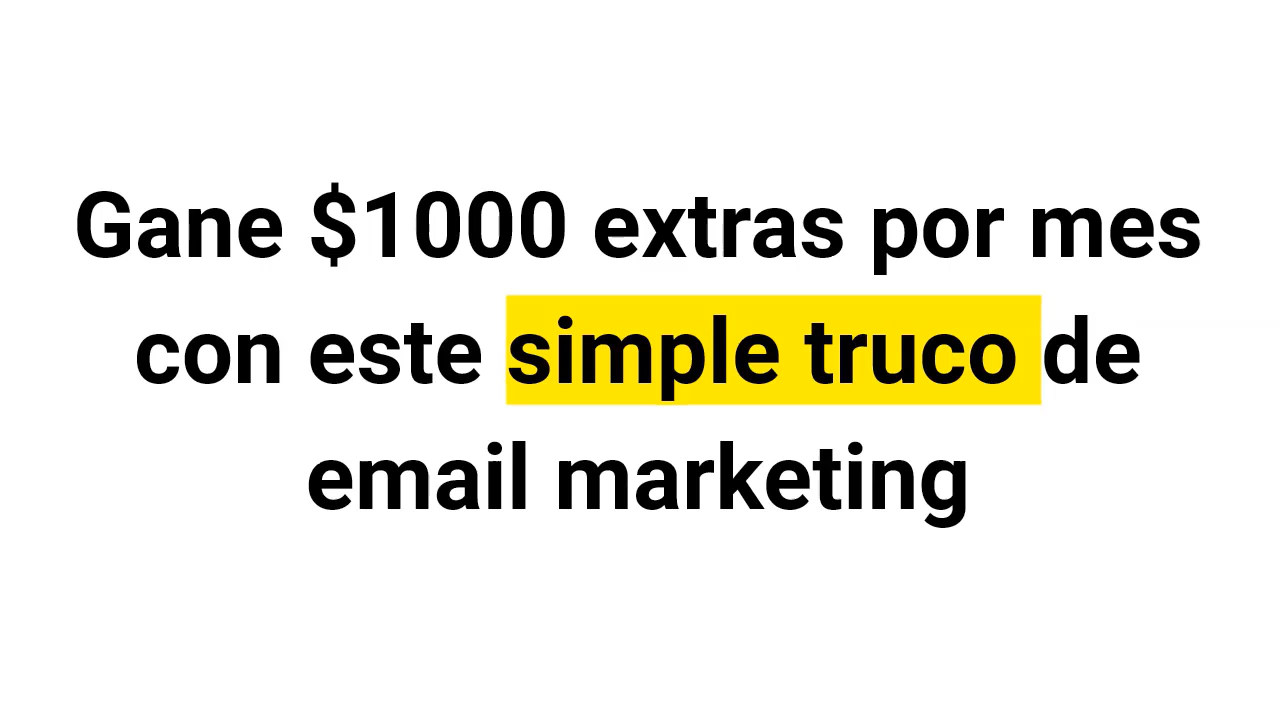 Gane $1000 extras por mes
con este simple truco de
email marketing